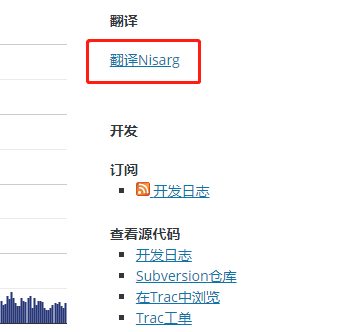 翻译
翻译Nisarg
开发
订阅
开发日志
查看源代码
开发日志
Subversion仓库
在Trac中浏览
Trac工单